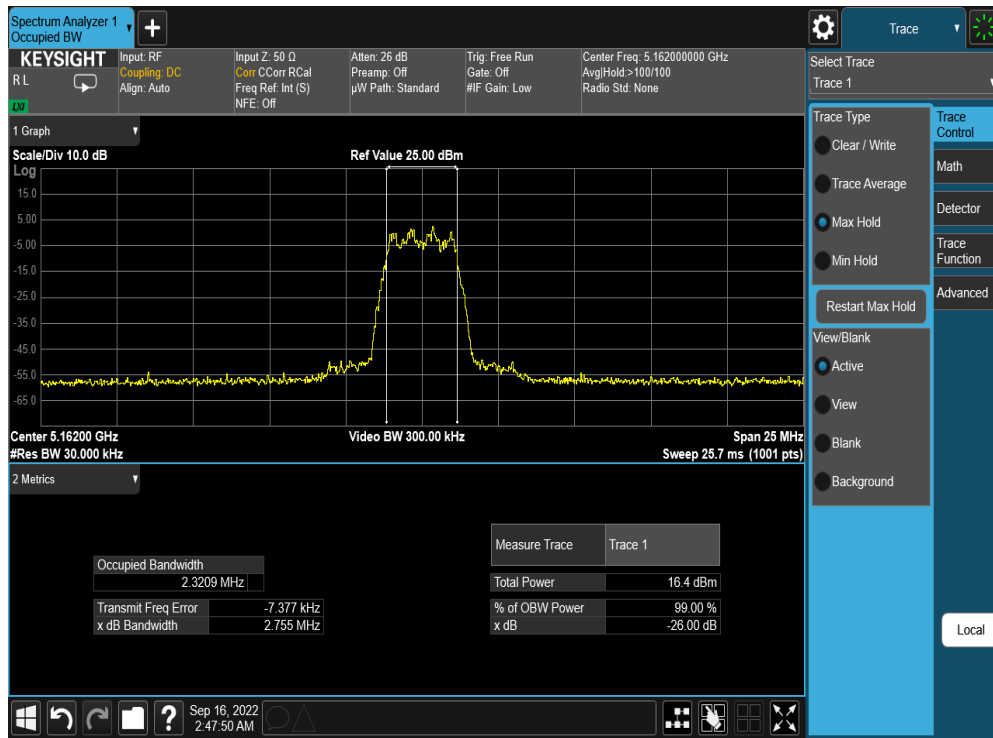 Spectrum Analyzer 1
Occupied BW
+
Trace
KEYSIGHT
R L
LXI
Input: RF
Coupling: DC
Align: Auto
Input Z: 50 Ω
Corr CCorr RCal
Freq Ref: Int (S)
NFE: Off
Atten: 26 dB
Preamp: Off
µW Path: Standard
Trig: Free Run
Gate: Off
#IF Gain: Low
Center Freq: 5.162000000 GHz
Avg|Hold:>100/100
Radio Std: None
Select Trace
Trace 1
1 Graph
Scale/Div 10.0 dB
Ref Value 25.00 dBm
Log
15.0
5.00
-5.00
-15.0
-25.0
-35.0
-45.0
-55.0
-65.0
Center 5.16200 GHz
Video BW 300.00 kHz
Span 25 MHz
#Res BW 30.000 kHz
Sweep 25.7 ms (1001 pts)
Trace Type
Clear / Write
Trace Average
Max Hold
Min Hold
Restart Max Hold
View/Blank
Active
View
Blank
Background
Trace
Control
Math
Detector
Trace
Function
Advanced
2 Metrics
Occupied Bandwidth
2.3209 MHz
Transmit Freq Error -7.377 kHz
x dB Bandwidth 2.755 MHz
Measure Trace Trace 1
Total Power 16.4 dBm
% of OBW Power 99.00 %
x dB -26.00 dB
Local
?
Sep 16, 2022
2:47:50 AM